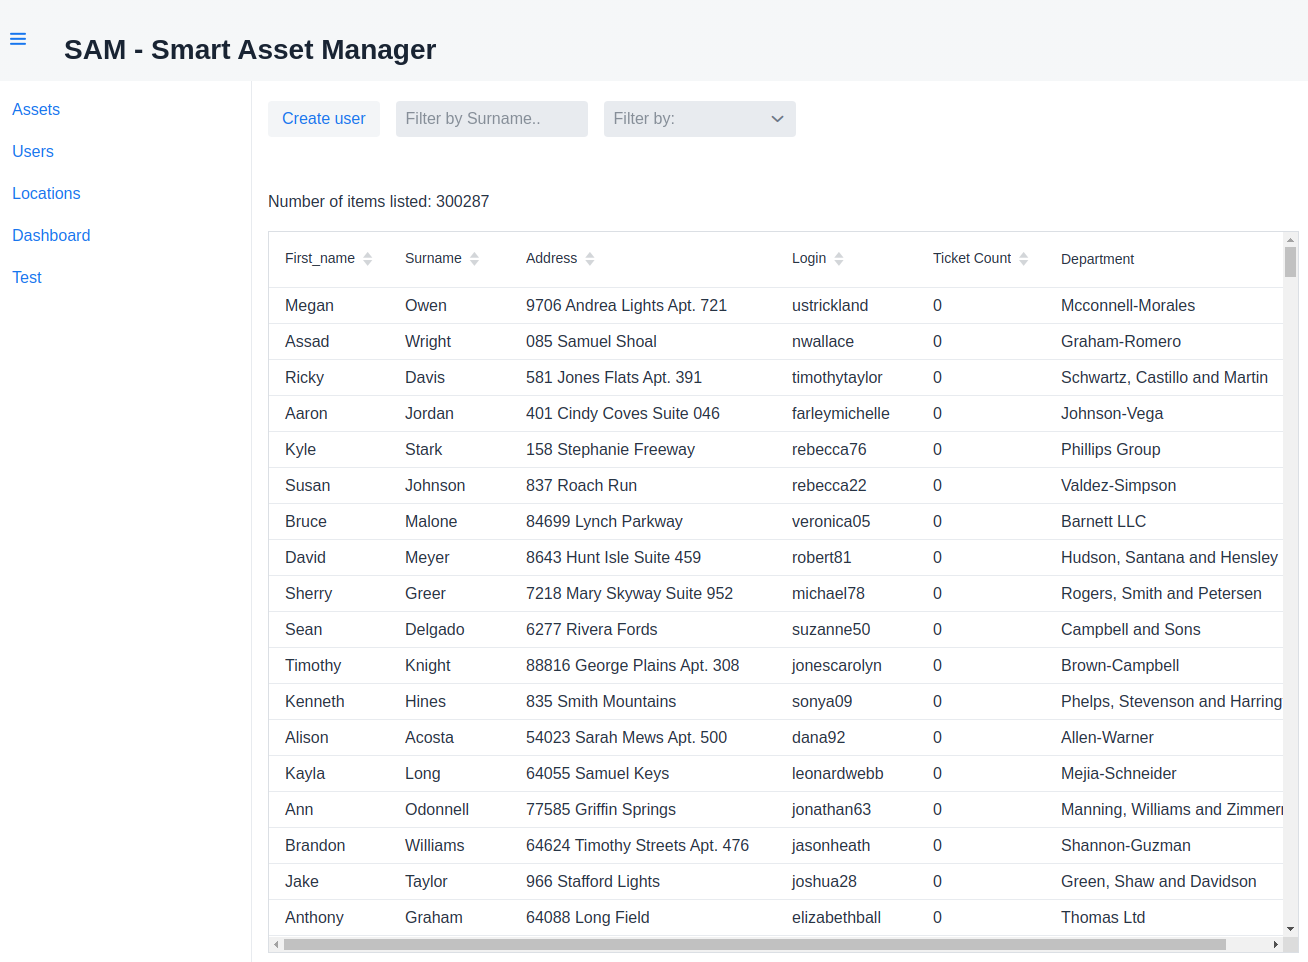 SAM - Smart Asset Manager
Assets
Users
Locations
Dashboard
Test
Create user Filter by Surname.. Filter by:
Number of items listed: 300287
First_name Surname Address Login Ticket Count Department
Megan Owen 9706 Andrea Lights Apt. 721 ustrickland 0 Mcconnell-Morales
Assad Wright 085 Samuel Shoal nwallace 0 Graham-Romero
Ricky Davis 581 Jones Flats Apt. 391 timothytaylor 0 Schwartz, Castillo and Martin
Aaron Jordan 401 Cindy Coves Suite 046 farleymichelle 0 Johnson-Vega
Kyle Stark 158 Stephanie Freeway rebecca76 0 Phillips Group
Susan Johnson 837 Roach Run rebecca22 0 Valdez-Simpson
Bruce Malone 84699 Lynch Parkway veronica05 0 Barnett LLC
David Meyer 8643 Hunt Isle Suite 459 robert81 0 Hudson, Santana and Hensley
Sherry Greer 7218 Mary Skyway Suite 952 michael78 0 Rogers, Smith and Petersen
Sean Delgado 6277 Rivera Fords suzanne50 0 Campbell and Sons
Timothy Knight 88816 George Plains Apt. 308 jonescarolyn 0 Brown-Campbell
Kenneth Hines 835 Smith Mountains sonya09 0 Phelps, Stevenson and Harring
Alison Acosta 54023 Sarah Mews Apt. 500 dana92 0 Allen-Warner
Kayla Long 64055 Samuel Keys leonardwebb 0 Mejia-Schneider
Ann Odonnell 77585 Griffin Springs jonathan63 0 Manning, Williams and Zimmer
Brandon Williams 64624 Timothy Streets Apt. 476 jasonheath 0 Shannon-Guzman
Jake Taylor 966 Stafford Lights joshua28 0 Green, Shaw and Davidson
Anthony Graham 64088 Long Field elizabethball 0 Thomas Ltd